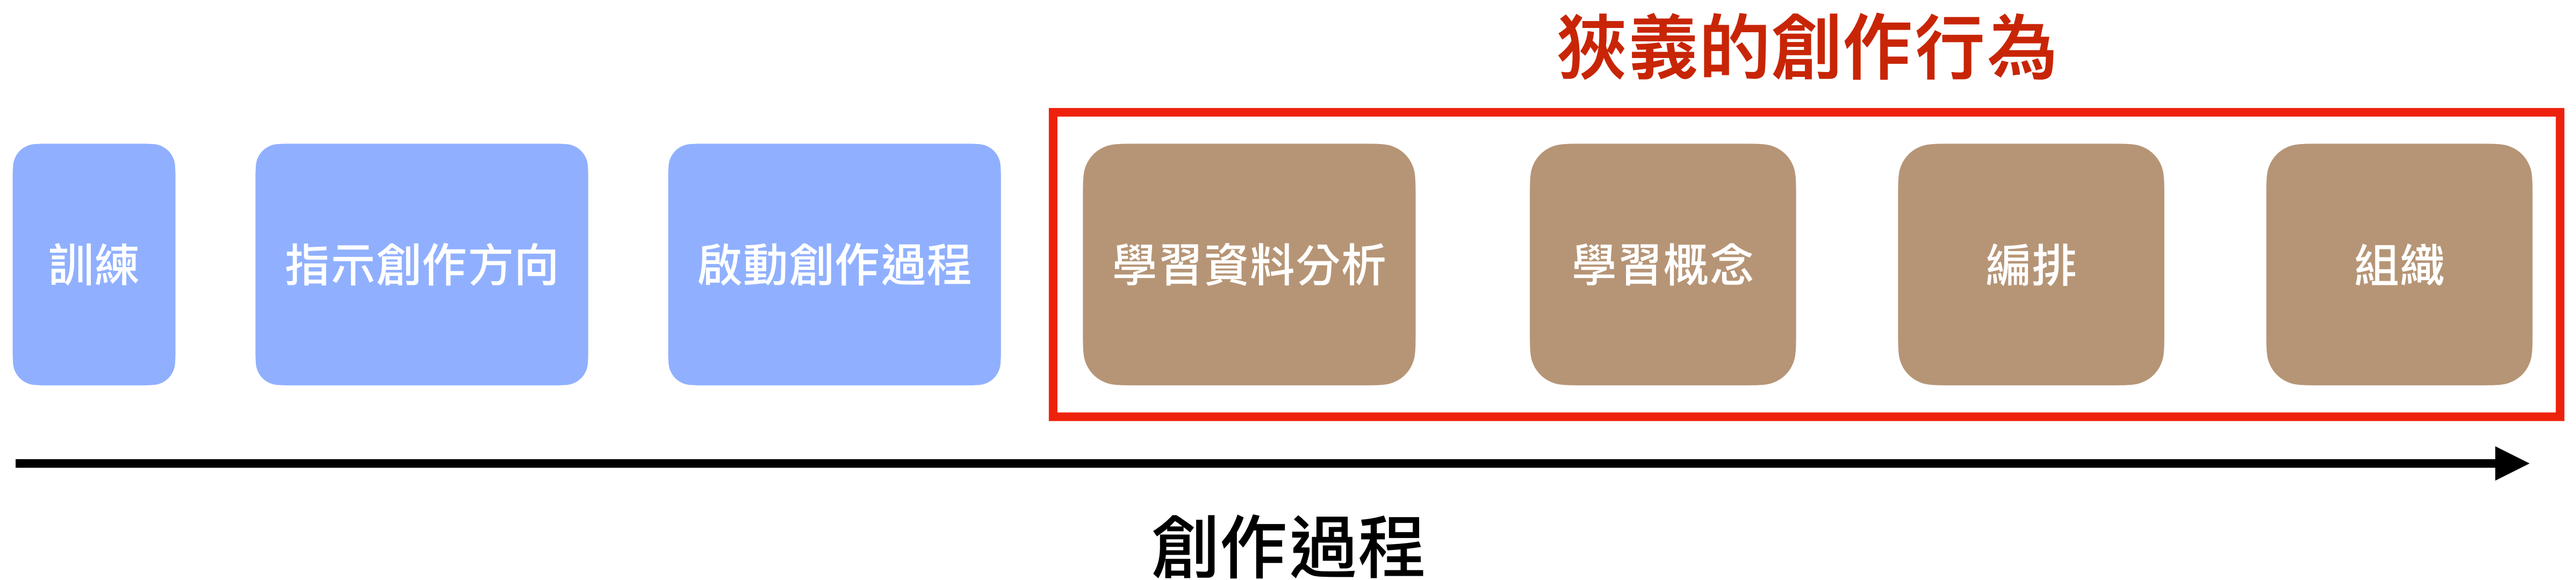 狹義的創作行為
訓練
指示創作方向
啟動創作過程
學習資料分析
學習概念
編排
組織
創作過程